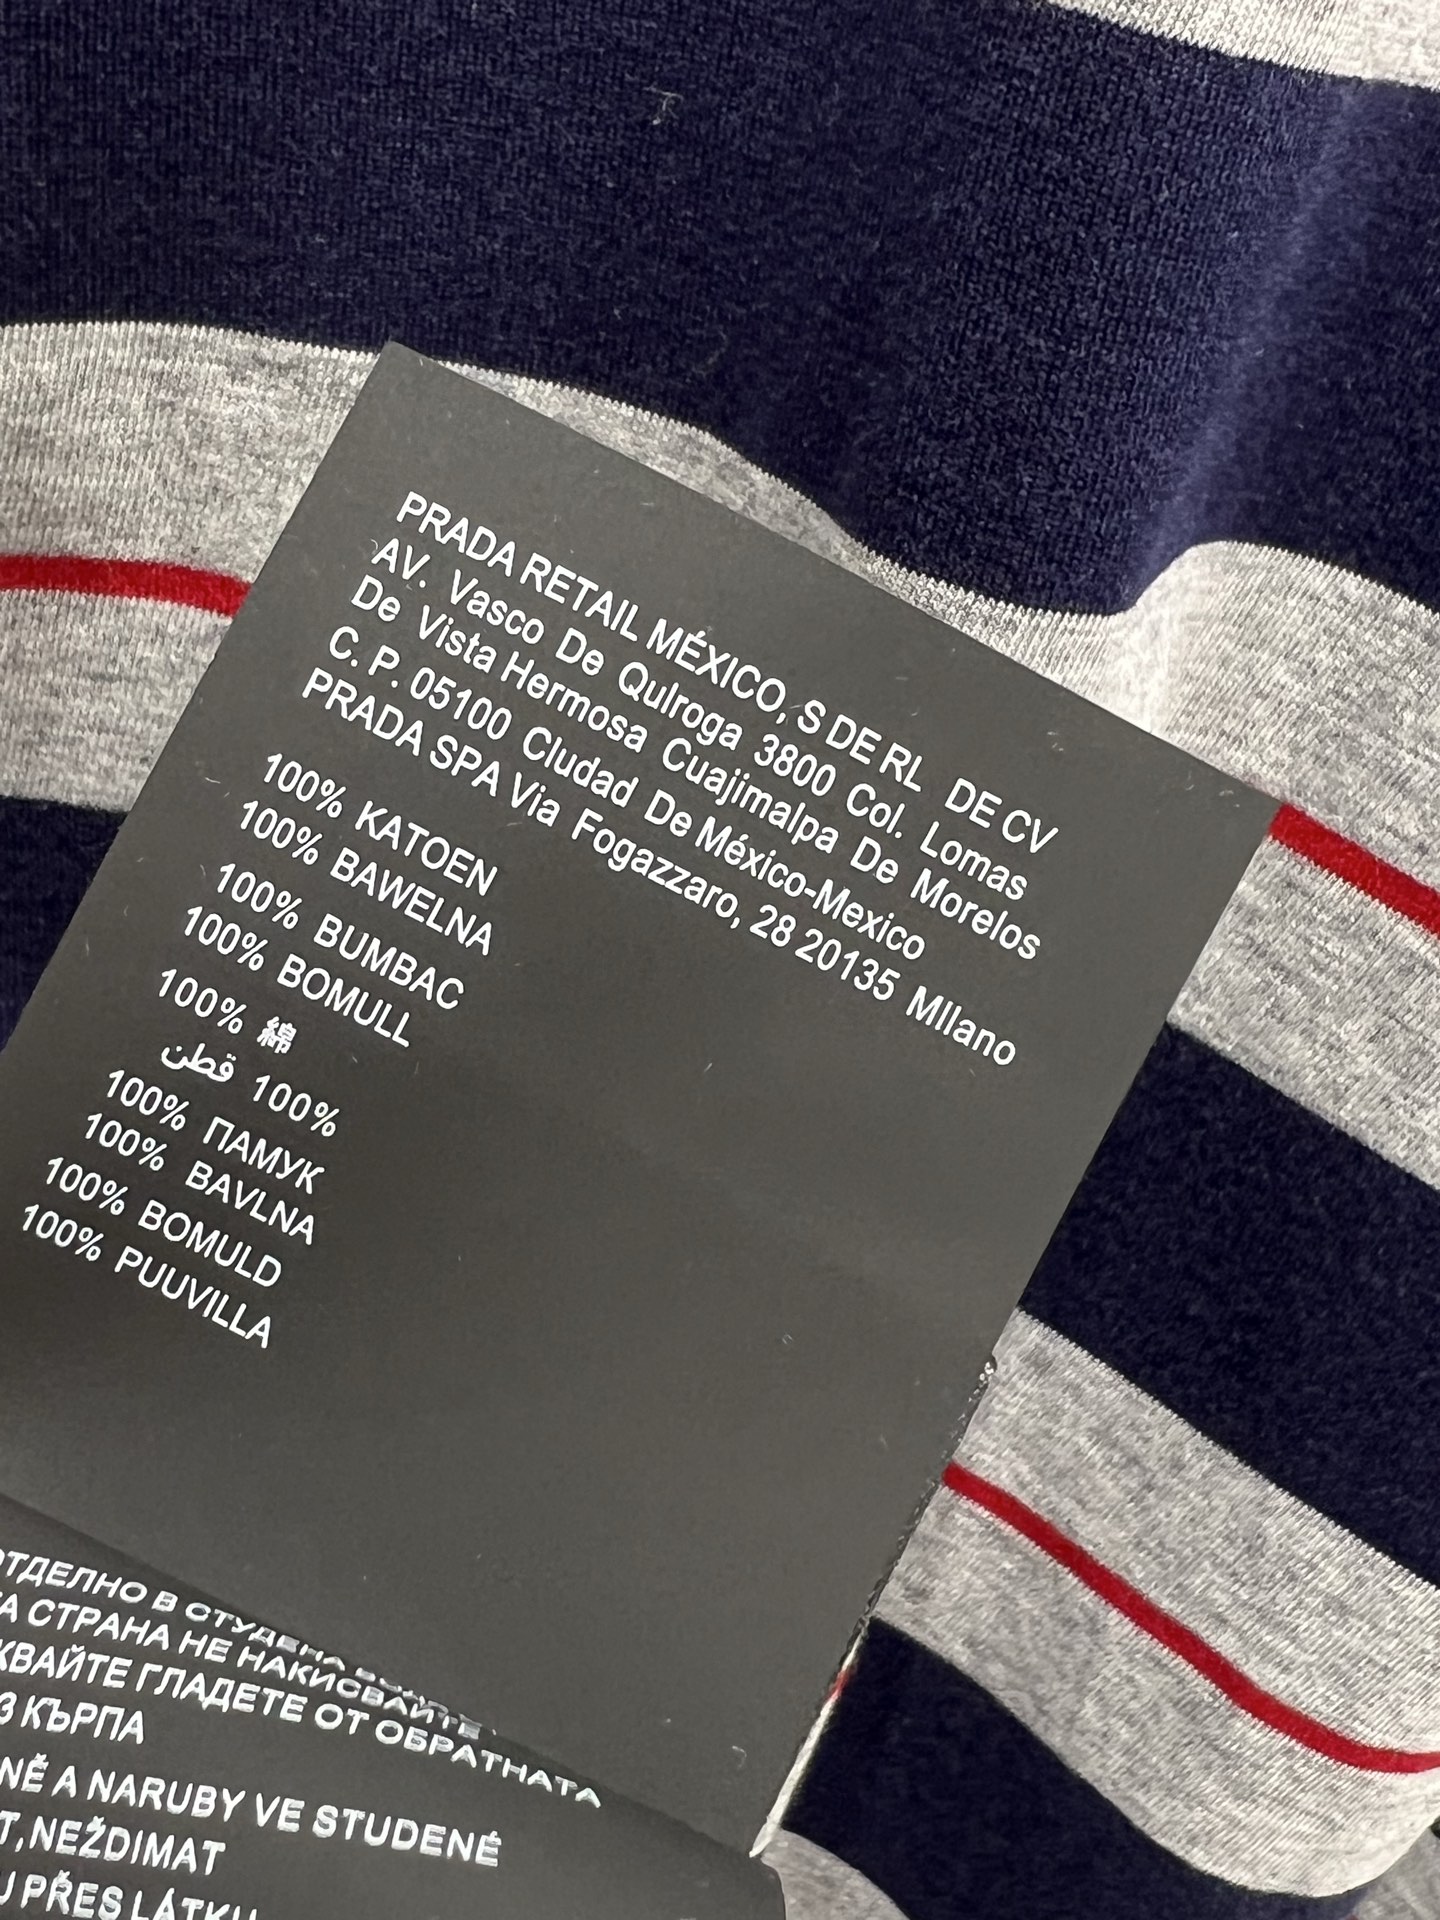 PRADA RETAIL MÉXICO, S DE RL DE CV
AV. Vasco De Qulroga 3800 Col. Lomas
De Vista Hermosa Cuajimalpa De Morelos
C. P. 05100 Cludad De México-Mexico
PRADA SPA Via Fogazzaro, 28 20135 MIlano
100% KATOEN
100% BAWELNA
100% BUMBAC
100% BOMULL
100% 綿
100% قطن
100% ПАМУК
100% BAVLNA
100% BOMULD
100% PUUVILLA
ОТДЕЛНО В СТУДЕНА
СТРАНА НЕ НАКИСВАЙТЕ
ГЛАДЕТЕ ОТ ОБРАТНАТА
КЪРПА
A NARUBY VE STUDENÉ
NEŽDIMAT
PŘES LÁTKU